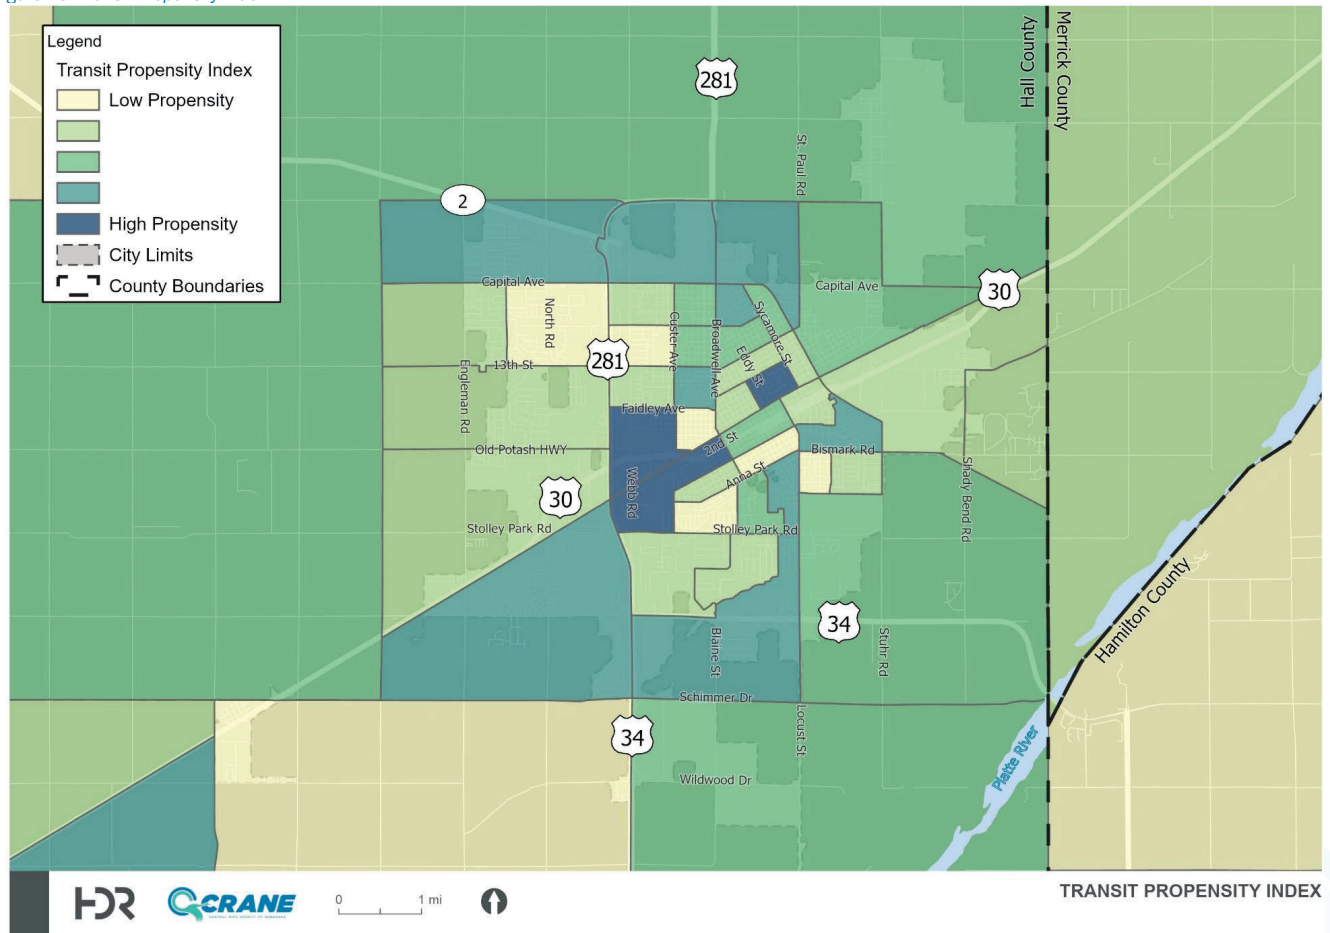 Legend
Transit Propensity Index
Low Propensity
High Propensity
City Limits
County Boundaries
281
Hall County
Merrick County
St. Paul Rd
2
Capital Ave
Capital Ave
30
North Rd
281
Custer Ave
Broadwell Ave
Sycamore St
Eddy St
13th St
Engleman Rd
Faidley Ave
2nd St
Old Potash HWY
Bismark Rd
Anna St
Webb Rd
30
Shady Bend Rd
Stolley Park Rd
Stolley Park Rd
34
Hamilton County
Blaine St
Stuhr Rd
Schimmer Dr
Locust St
34
Platte River
Wildwood Dr
HDR
CRANE
0 1 mi
TRANSIT PROPENSITY INDEX